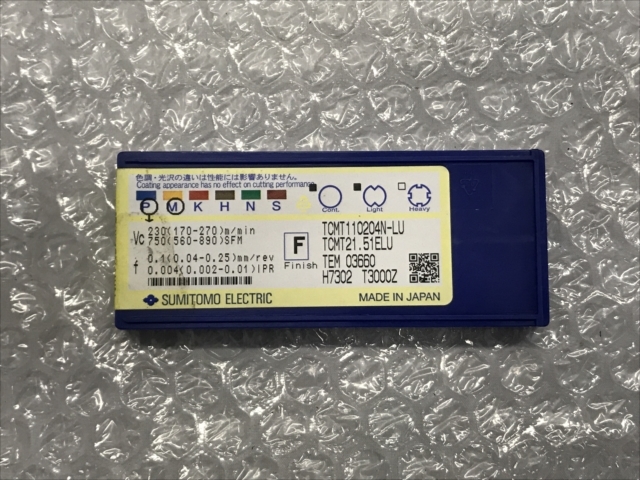 色調・光沢の違いは性能には影響ありません。
Coating appearance has no effect on cutting performance.
P M K H N S
Cont. Light Heavy
Vc 230(170-270)m/min
750(560-890)SFM
f 0.1(0.04-0.25)mm/rev
0.004(0.002-0.01)IPR
F
Finish
TCMT110204N-LU
TCMT21.51ELU
TEM 03660
H7302 T3000Z
SUMITOMO ELECTRIC
MADE IN JAPAN